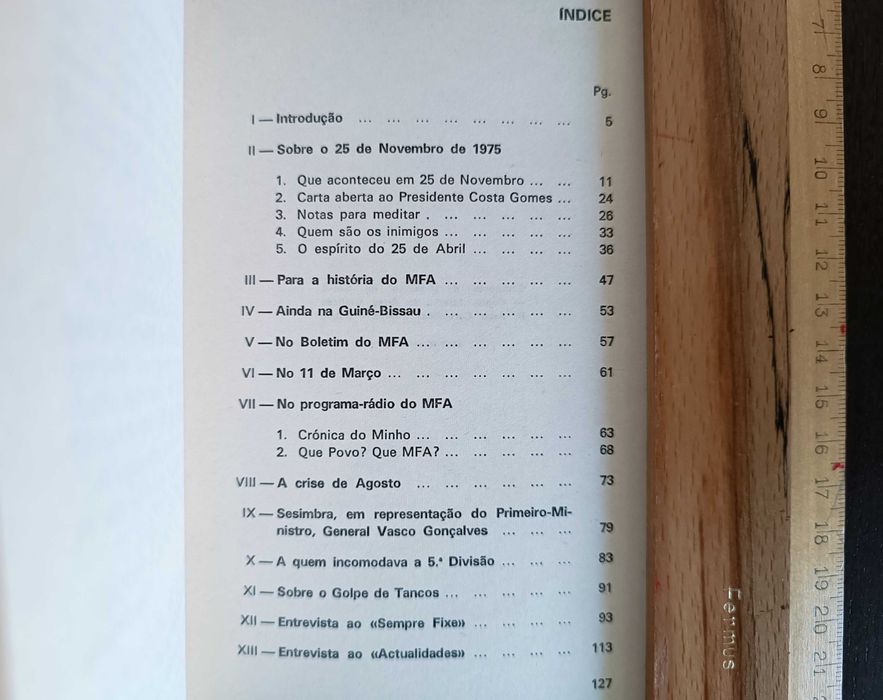 ÍNDICE
Pg.
I — Introdução ... ... ... ... ... ... ... ... 5
II — Sobre o 25 de Novembro de 1975
1. Que aconteceu em 25 de Novembro ... ... 11
2. Carta aberta ao Presidente Costa Gomes ... 24
3. Notas para meditar . ... ... ... ... ... 26
4. Quem são os inimigos ... ... ... ... ... 33
5. O espírito do 25 de Abril ... ... ... ... 36
III — Para a história do MFA ... ... ... ... ... 47
IV — Ainda na Guiné-Bissau . ... ... ... ... ... 53
V — No Boletim do MFA ... ... ... ... ... ... 57
VI — No 11 de Março ... ... ... ... ... ... ... 61
VII — No programa-rádio do MFA
1. Crónica do Minho ... ... ... ... ... ... 63
2. Que Povo? Que MFA? ... ... ... ... ... 68
VIII — A crise de Agosto ... ... ... ... ... ... 73
IX — Sesimbra, em representação do Primeiro-Mi-
nistro, General Vasco Gonçalves ... ... ... 79
X — A quem incomodava a 5.ª Divisão ... ... ... 83
XI — Sobre o Golpe de Tancos ... ... ... ... ... 91
XII — Entrevista ao «Sempre Fixe» ... ... ... ... 93
XIII — Entrevista ao «Actualidades» ... ... ... ... 113
127
7
8
9
10
11
12
13
14
15
16
17
18
19
20
21
Fermus